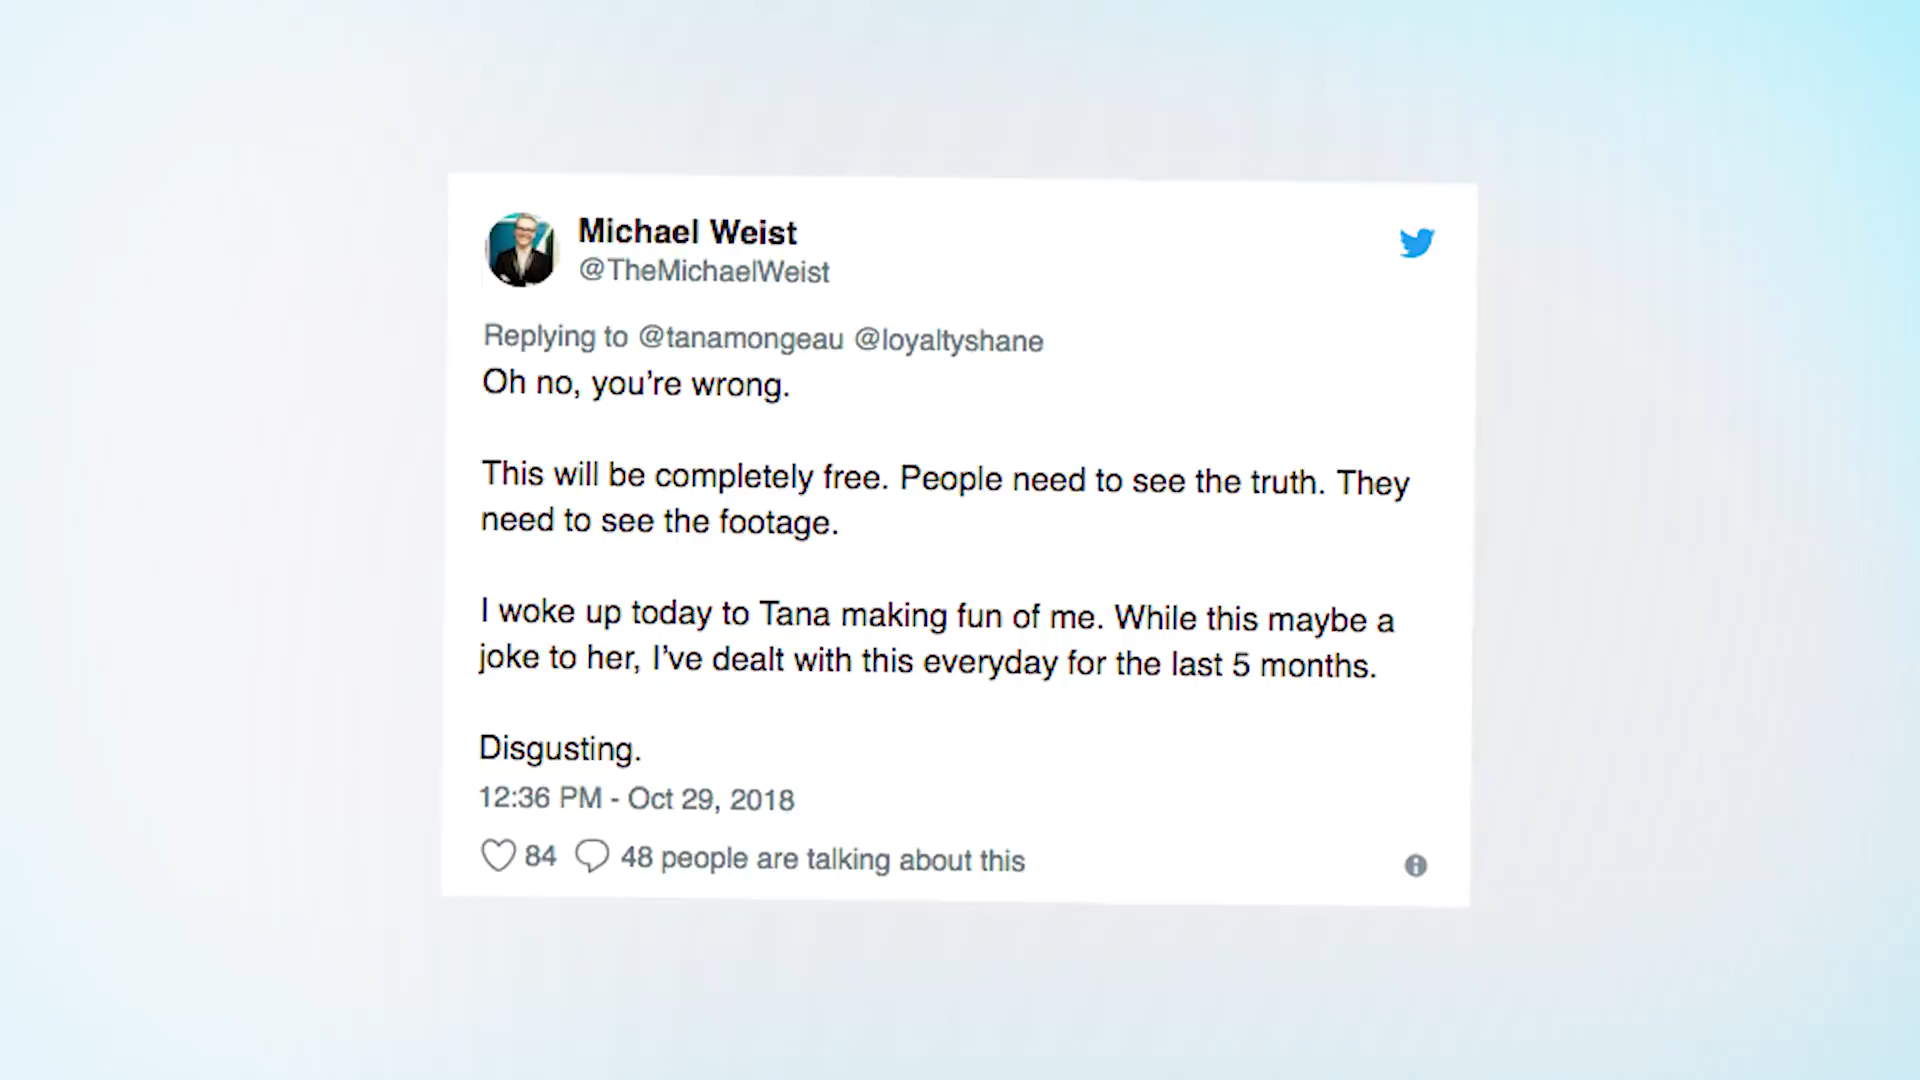 Michael Weist
@TheMichaelWeist
Replying to @tanamongeau @loyaltyshane
Oh no, you're wrong.
This will be completely free. People need to see the truth. They
need to see the footage.
I woke up today to Tana making fun of me. While this maybe a
joke to her, I've dealt with this everyday for the last 5 months.
Disgusting.
12:36 PM - Oct 29, 2018
84 48 people are talking about this